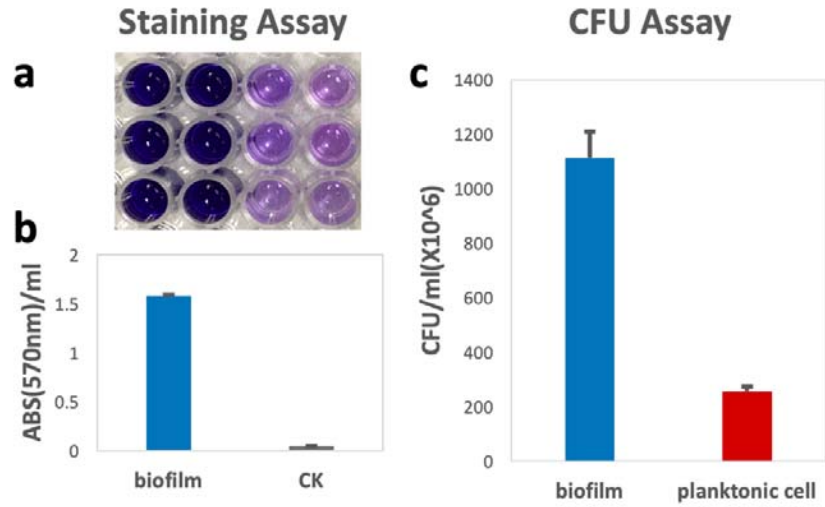 Staining Assay
CFU Assay
a
b
ABS(570nm)/ml
2
1.5
1
0.5
0
biofilm
CK
c
CFU/ml(X10^6)
1400
1200
1000
800
600
400
200
0
biofilm
planktonic cell